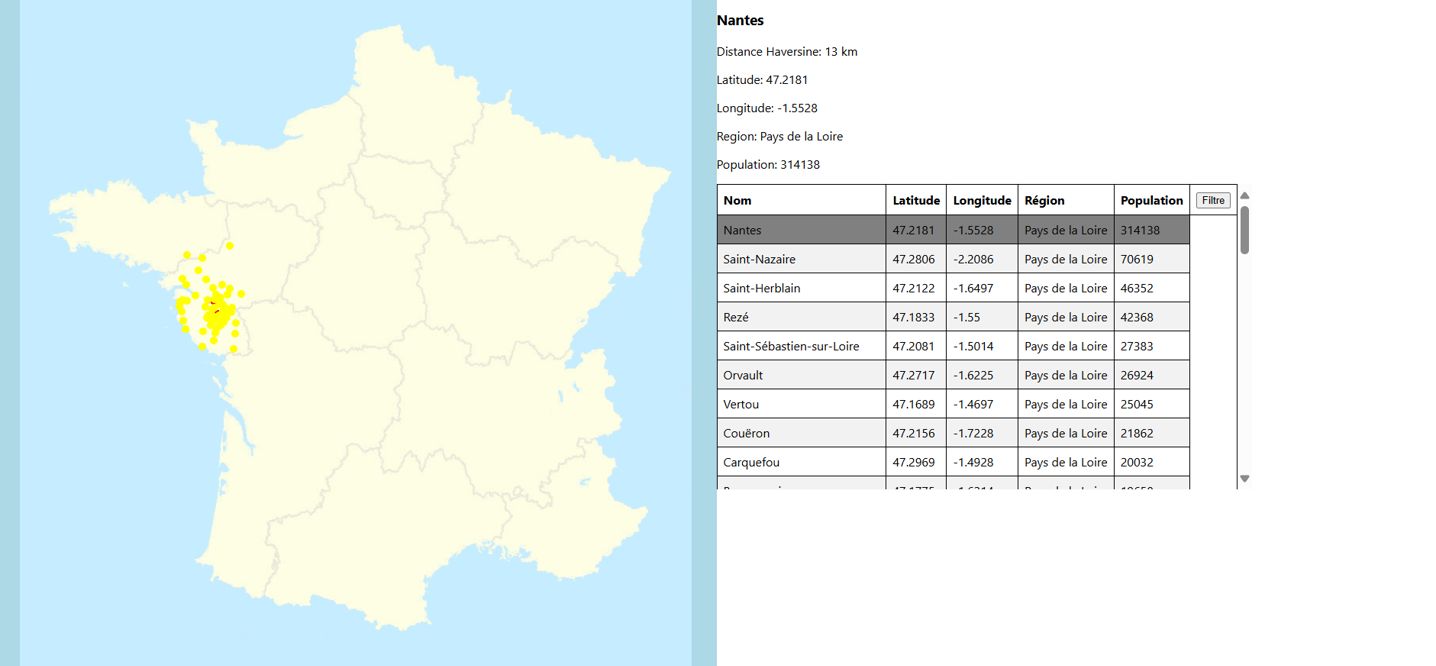 Nantes
Distance Haversine: 13 km
Latitude: 47.2181
Longitude: -1.5528
Region: Pays de la Loire
Population: 314138
Nom Latitude Longitude Région Population Filtre
Nantes 47.2181 -1.5528 Pays de la Loire 314138
Saint-Nazaire 47.2806 -2.2086 Pays de la Loire 70619
Saint-Herblain 47.2122 -1.6497 Pays de la Loire 46352
Rezé 47.1833 -1.55 Pays de la Loire 42368
Saint-Sébastien-sur-Loire 47.2081 -1.5014 Pays de la Loire 27383
Orvault 47.2717 -1.6225 Pays de la Loire 26924
Vertou 47.1689 -1.4697 Pays de la Loire 25045
Couëron 47.2156 -1.7228 Pays de la Loire 21862
Carquefou 47.2969 -1.4928 Pays de la Loire 20032